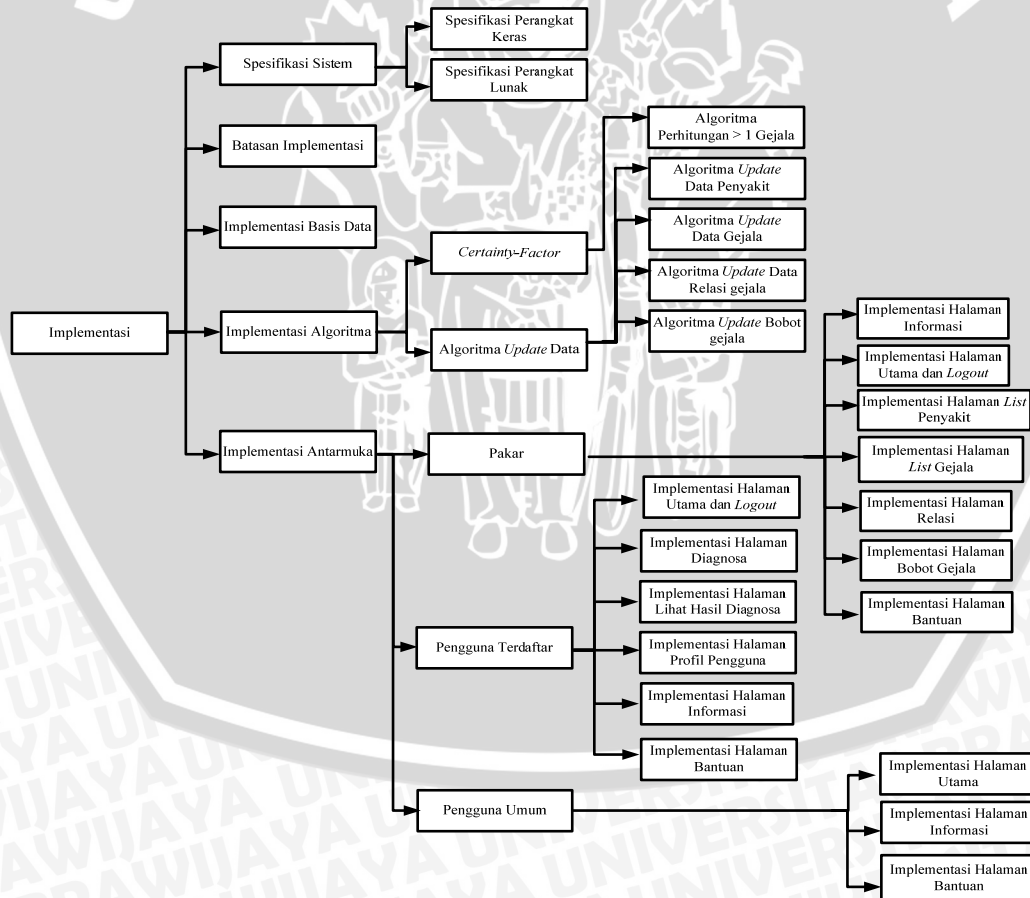 Implementasi
Spesifikasi Sistem
Spesifikasi Perangkat
Keras
Spesifikasi Perangkat
Lunak
Batasan Implementasi
Implementasi Basis Data
Implementasi Algoritma
Certainty-Factor
Algoritma
Perhitungan > 1 Gejala
Algoritma Update Data
Algoritma Update
Data Penyakit
Algoritma Update
Data Gejala
Algoritma Update Data
Relasi gejala
Algoritma Update Bobot
gejala
Implementasi Antarmuka
Pakar
Implementasi Halaman
Informasi
Implementasi Halaman
Utama dan Logout
Implementasi Halaman List
Penyakit
Implementasi Halaman
List Gejala
Implementasi Halaman
Relasi
Implementasi Halaman
Bobot Gejala
Implementasi Halaman
Bantuan
Pengguna Terdaftar
Implementasi Halaman
Utama dan Logout
Implementasi Halaman
Diagnosa
Implementasi Halaman
Lihat Hasil Diagnosa
Implementasi Halaman
Profil Pengguna
Implementasi Halaman
Informasi
Implementasi Halaman
Bantuan
Pengguna Umum
Implementasi Halaman
Utama
Implementasi Halaman
Informasi
Implementasi Halaman
Bantuan